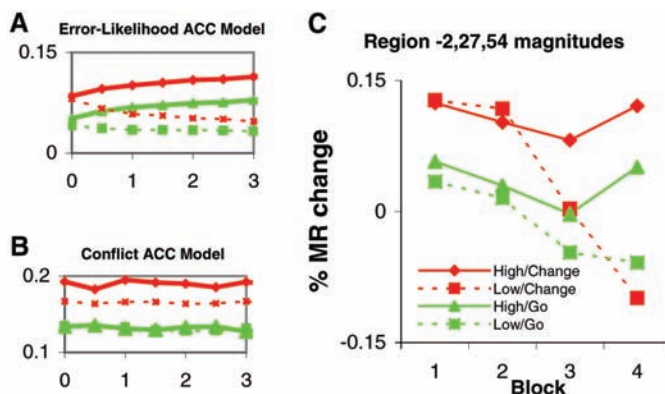 A
Error-Likelihood ACC Model
0.15
0
0
1
2
3
B
Conflict ACC Model
0.2
0.1
0
1
2
3
C
Region -2,27,54 magnitudes
% MR change
0.15
0
-0.15
High/Change
Low/Change
High/Go
Low/Go
1
2
3
4
Block